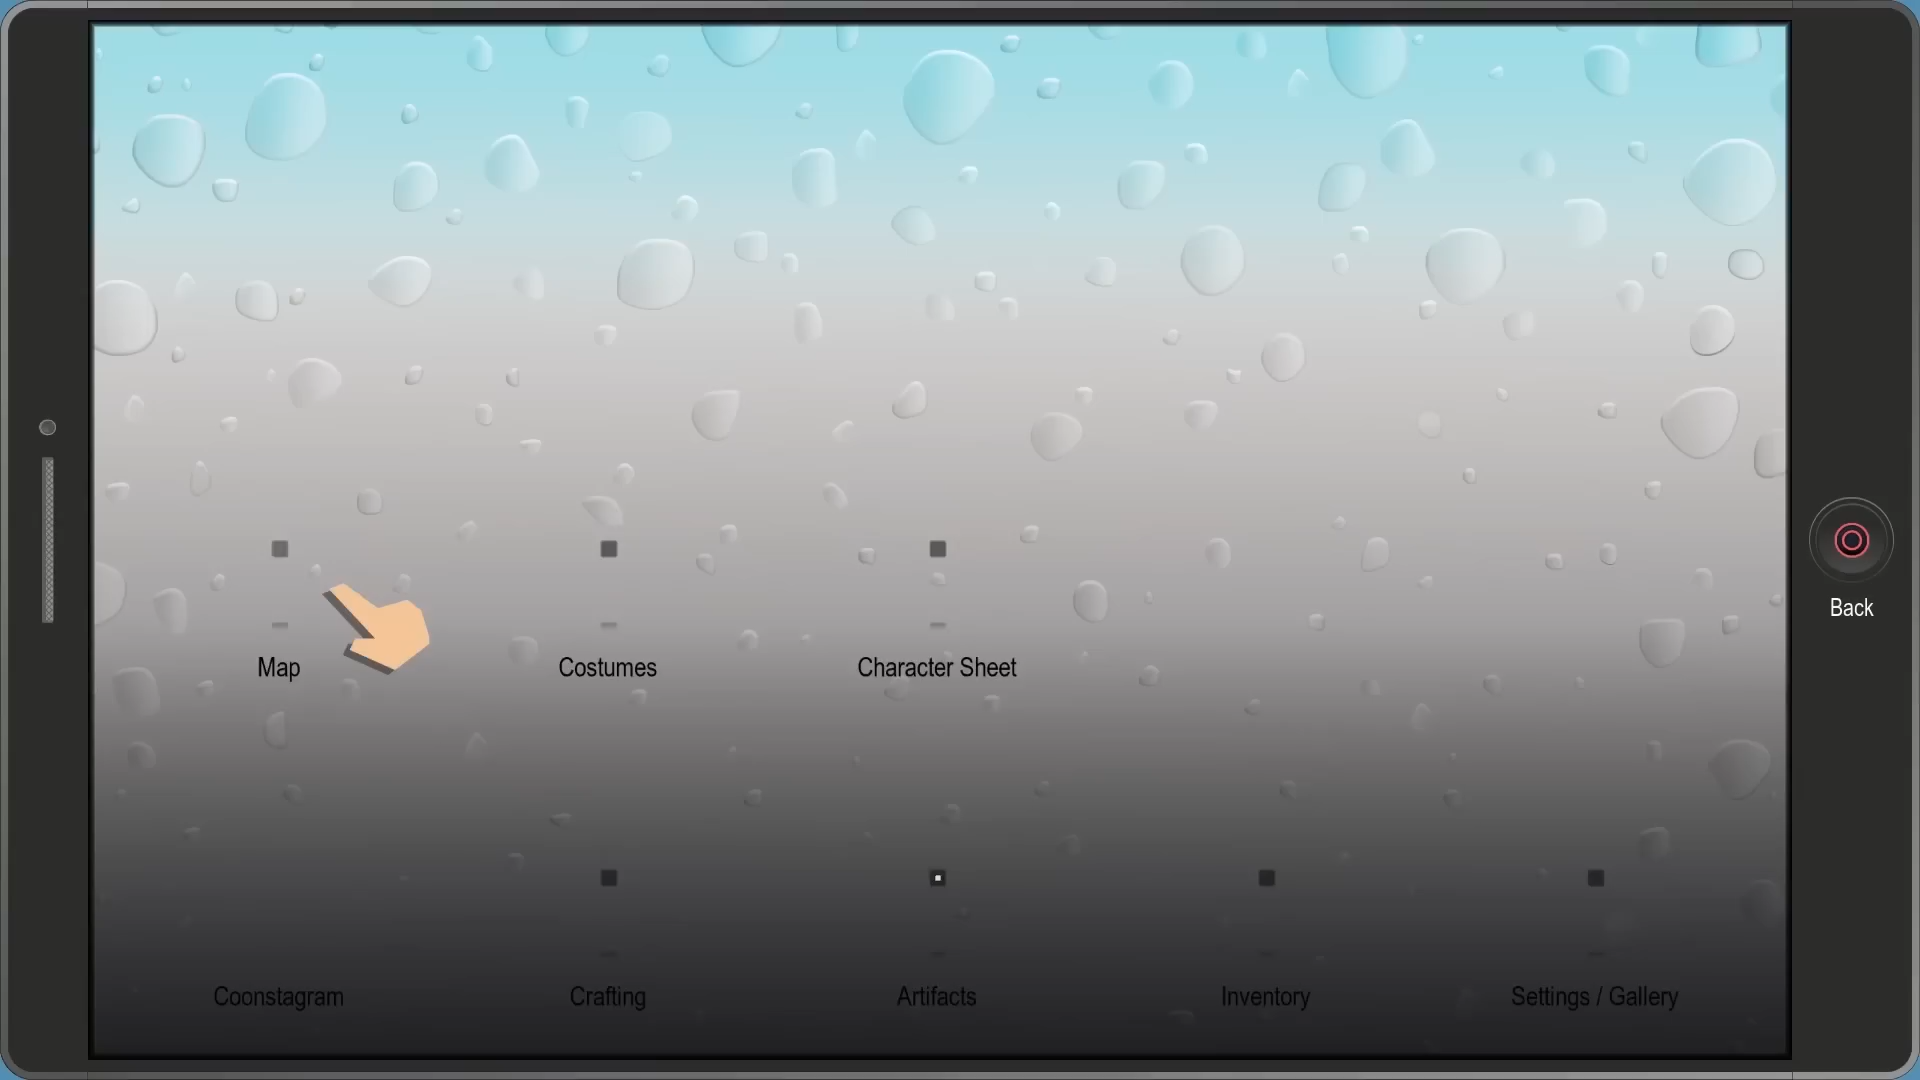 Back
Map
Costumes
Character Sheet
Coonstagram
Crafting
Artifacts
Inventory
Settings / Gallery